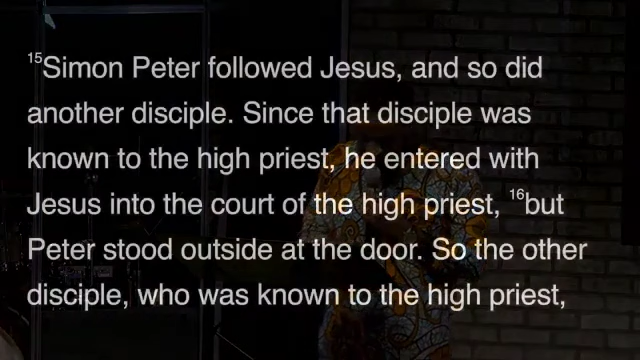 15Simon Peter followed Jesus, and so did
another disciple. Since that disciple was
known to the high priest, he entered with
Jesus into the court of the high priest, 16but
Peter stood outside at the door. So the other
disciple, who was known to the high priest,